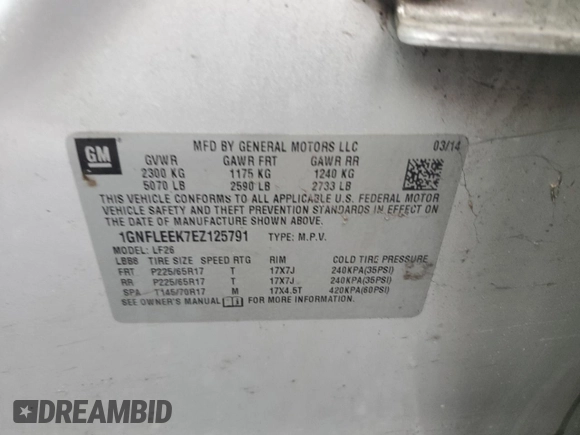 GM
MFD BY GENERAL MOTORS LLC 03/14
GVWR GAWR FRT GAWR RR
2300 KG 1175 KG 1240 KG
5070 LB 2590 LB 2733 LB
THIS VEHICLE CONFORMS TO ALL APPLICABLE U.S. FEDERAL MOTOR
VEHICLE SAFETY AND THEFT PREVENTION STANDARDS IN EFFECT ON
THE DATE OF MANUFACTURE SHOWN ABOVE.
1GNFLEEK7EZ125791 TYPE: M.P.V.
MODEL: LF26
LBB8 TIRE SIZE SPEED RTG RIM COLD TIRE PRESSURE
FRT P225/65R17 T 17X7J 240KPA(35PSI)
RR P225/65R17 T 17X7J 240KPA(35PSI)
SPA T145/70R17 M 17X4.5T 420KPA(60PSI)
SEE OWNER'S MANUAL FOR MORE INFORMATION.
DREAMBID